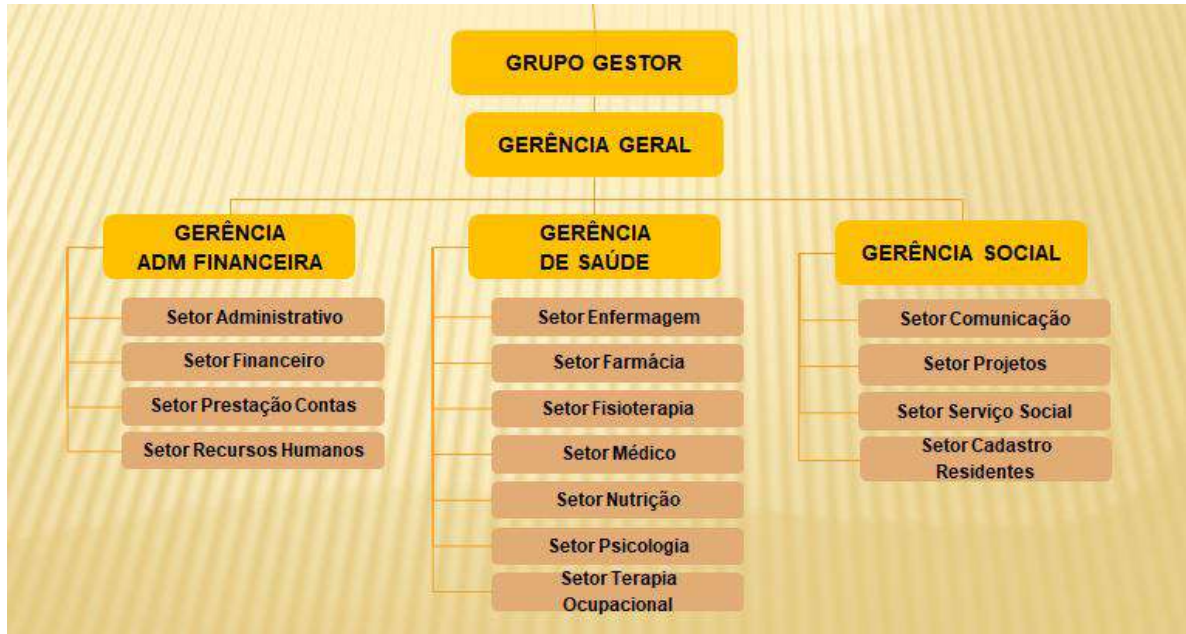 GRUPO GESTOR
GERÊNCIA GERAL
GERÊNCIA
ADM FINANCEIRA
Setor Administrativo
Setor Financeiro
Setor Prestação Contas
Setor Recursos Humanos
GERÊNCIA
DE SAÚDE
Setor Enfermagem
Setor Farmácia
Setor Fisioterapia
Setor Médico
Setor Nutrição
Setor Psicologia
Setor Terapia
Ocupacional
GERÊNCIA SOCIAL
Setor Comunicação
Setor Projetos
Setor Serviço Social
Setor Cadastro
Residentes